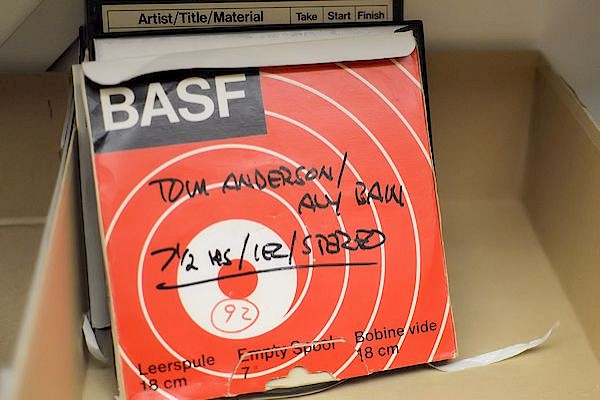 Artist/Title/Material Take Start Finish
BASF
TOM ANDERSON/
ALY BAIN
7½ IPS/IEC/STEREO
92
Leerspule
18 cm
Empty Spool
7"
Bobine vide
18 cm